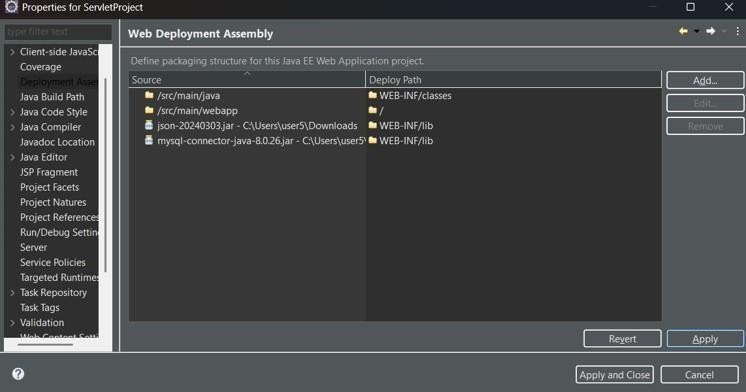 Properties for ServletProject
type filter text
Web Deployment Assembly
Client-side JavaSc
Coverage
Deployment Assem
Java Build Path
Java Code Style
Java Compiler
Javadoc Location
Java Editor
JSP Fragment
Project Facets
Project Natures
Project References
Run/Debug Settin
Server
Service Policies
Targeted Runtimes
Task Repository
Task Tags
Validation
Web Content Setti
Define packaging structure for this Java EE Web Application project.
Source Deploy Path
/src/main/java WEB-INF/classes
/src/main/webapp /
json-20240303.jar - C:\Users\user5\Downloads WEB-INF/lib
mysql-connector-java-8.0.26.jar - C:\Users\user5\ WEB-INF/lib
Add...
Edit...
Remove
Revert Apply
? Apply and Close Cancel